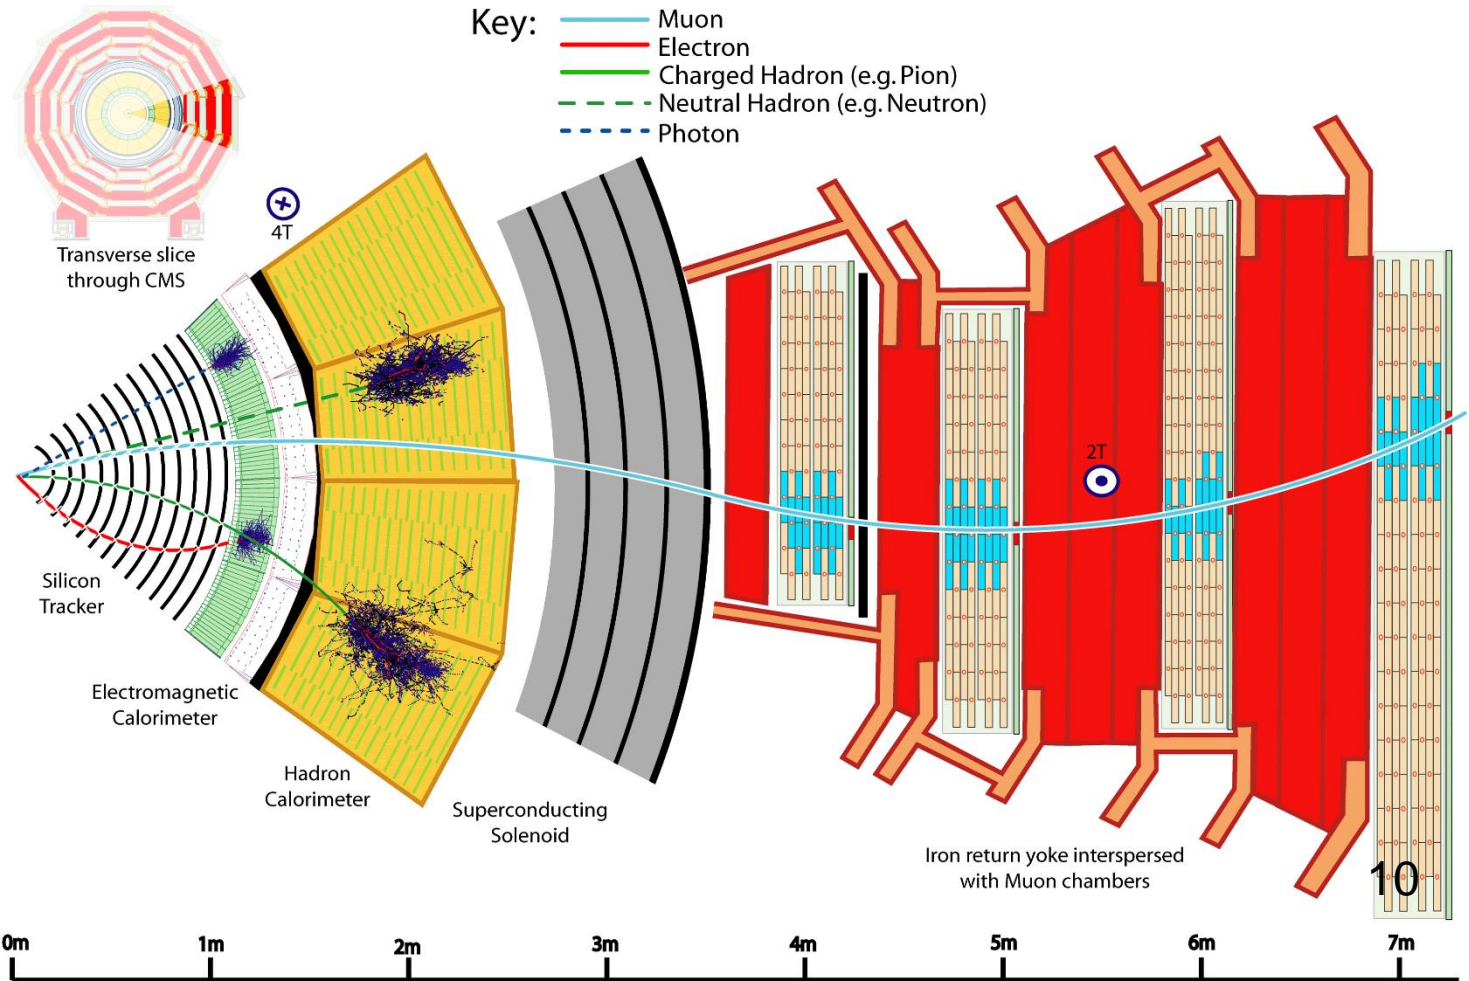 Key:
Muon
Electron
Charged Hadron (e.g. Pion)
Neutral Hadron (e.g. Neutron)
Photon
Transverse slice
through CMS
4T
2T
Silicon
Tracker
Electromagnetic
Calorimeter
Hadron
Calorimeter
Superconducting
Solenoid
Iron return yoke interspersed
with Muon chambers
10
0m
1m
2m
3m
4m
5m
6m
7m